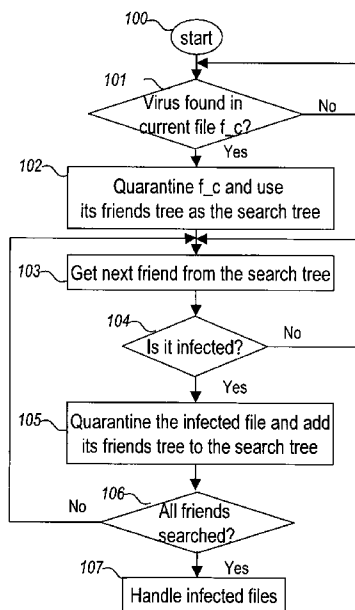 100
start
101
Virus found in
current file f_c?
No
Yes
102
Quarantine f_c and use
its friends tree as the search tree
103
Get next friend from the search tree
104
Is it infected?
No
Yes
105
Quarantine the infected file and add
its friends tree to the search tree
106
No
All friends
searched?
Yes
107
Handle infected files